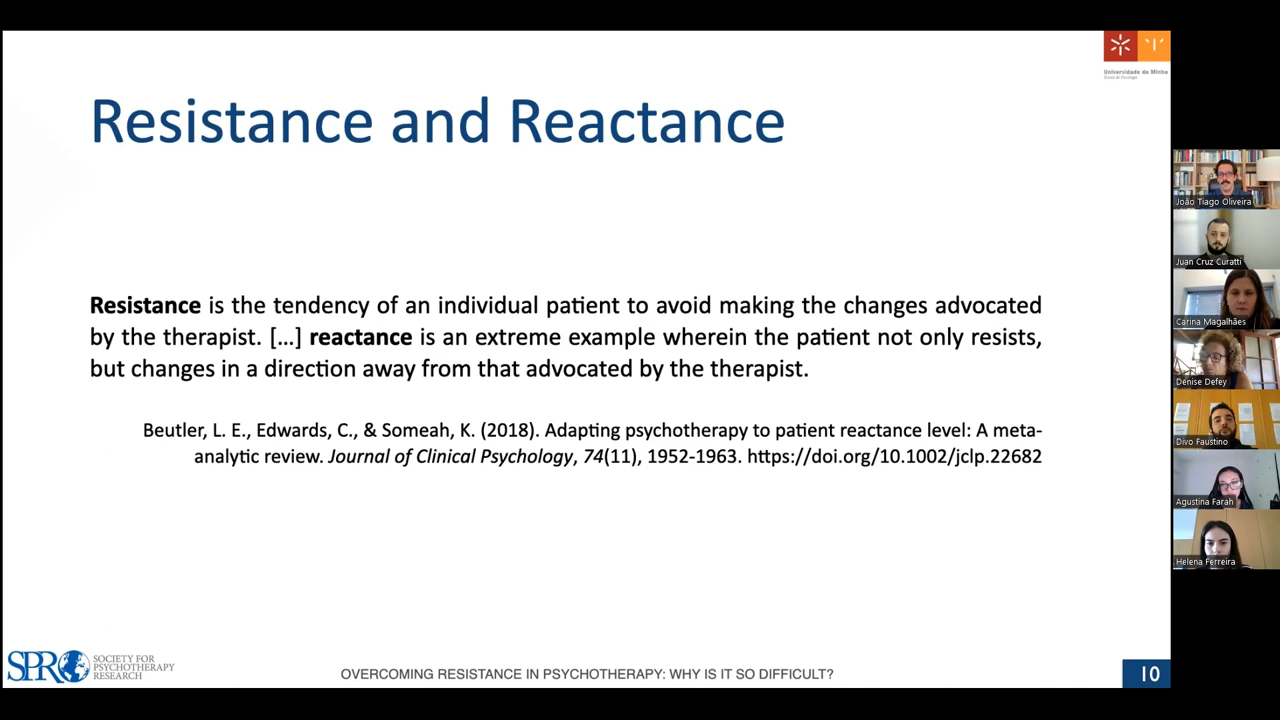 Universidade do Minho
Escola de Psicologia
Resistance and Reactance
Resistance is the tendency of an individual patient to avoid making the changes advocated
by the therapist. […] reactance is an extreme example wherein the patient not only resists,
but changes in a direction away from that advocated by the therapist.
Beutler, L. E., Edwards, C., & Someah, K. (2018). Adapting psychotherapy to patient reactance level: A meta-
analytic review. Journal of Clinical Psychology, 74(11), 1952-1963. https://doi.org/10.1002/jclp.22682
João Tiago Oliveira
Juan Cruz Curatti
Carina Magalhães
Denise Defey
Divo Faustino
Agustina Farah
Helena Ferreira
SPR SOCIETY FOR
PSYCHOTHERAPY
RESEARCH
OVERCOMING RESISTANCE IN PSYCHOTHERAPY: WHY IS IT SO DIFFICULT?
10